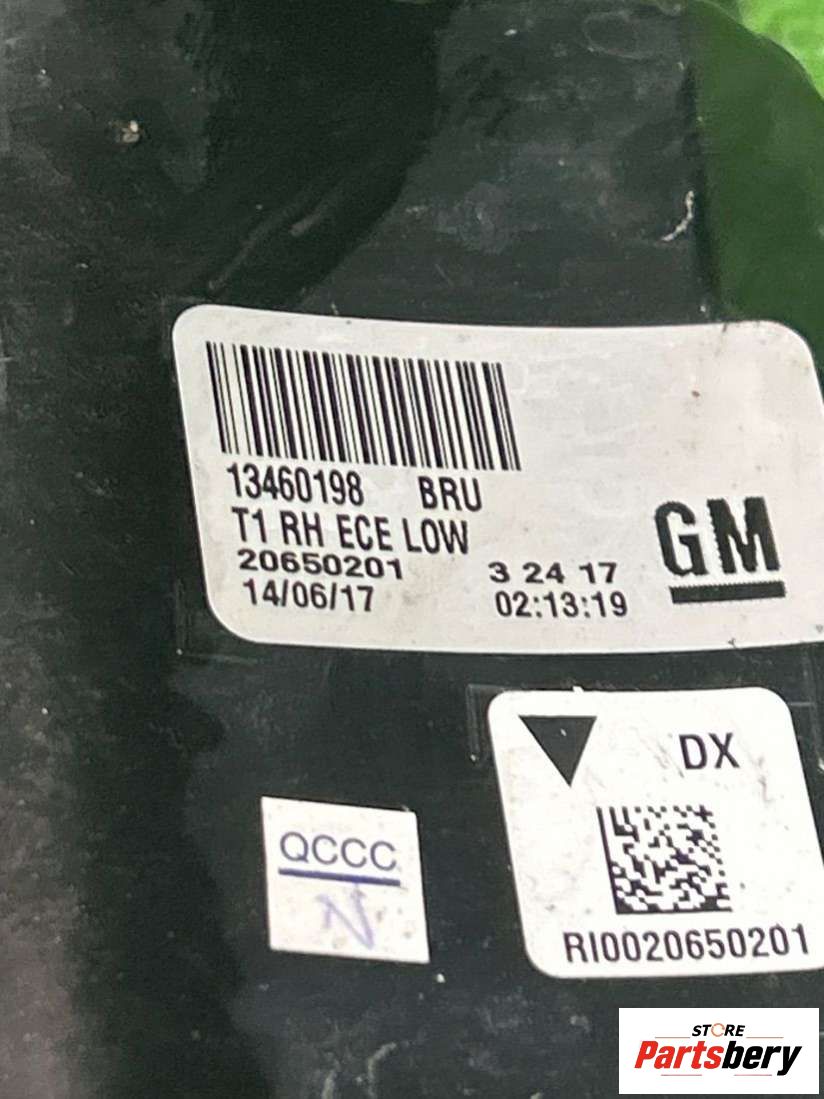 13460198 BRU
T1 RH ECE LOW
20650201 3 24 17
14/06/17 02:13:19
GM
DX
QCCC
N
RI0020650201
STORE
Partsbery